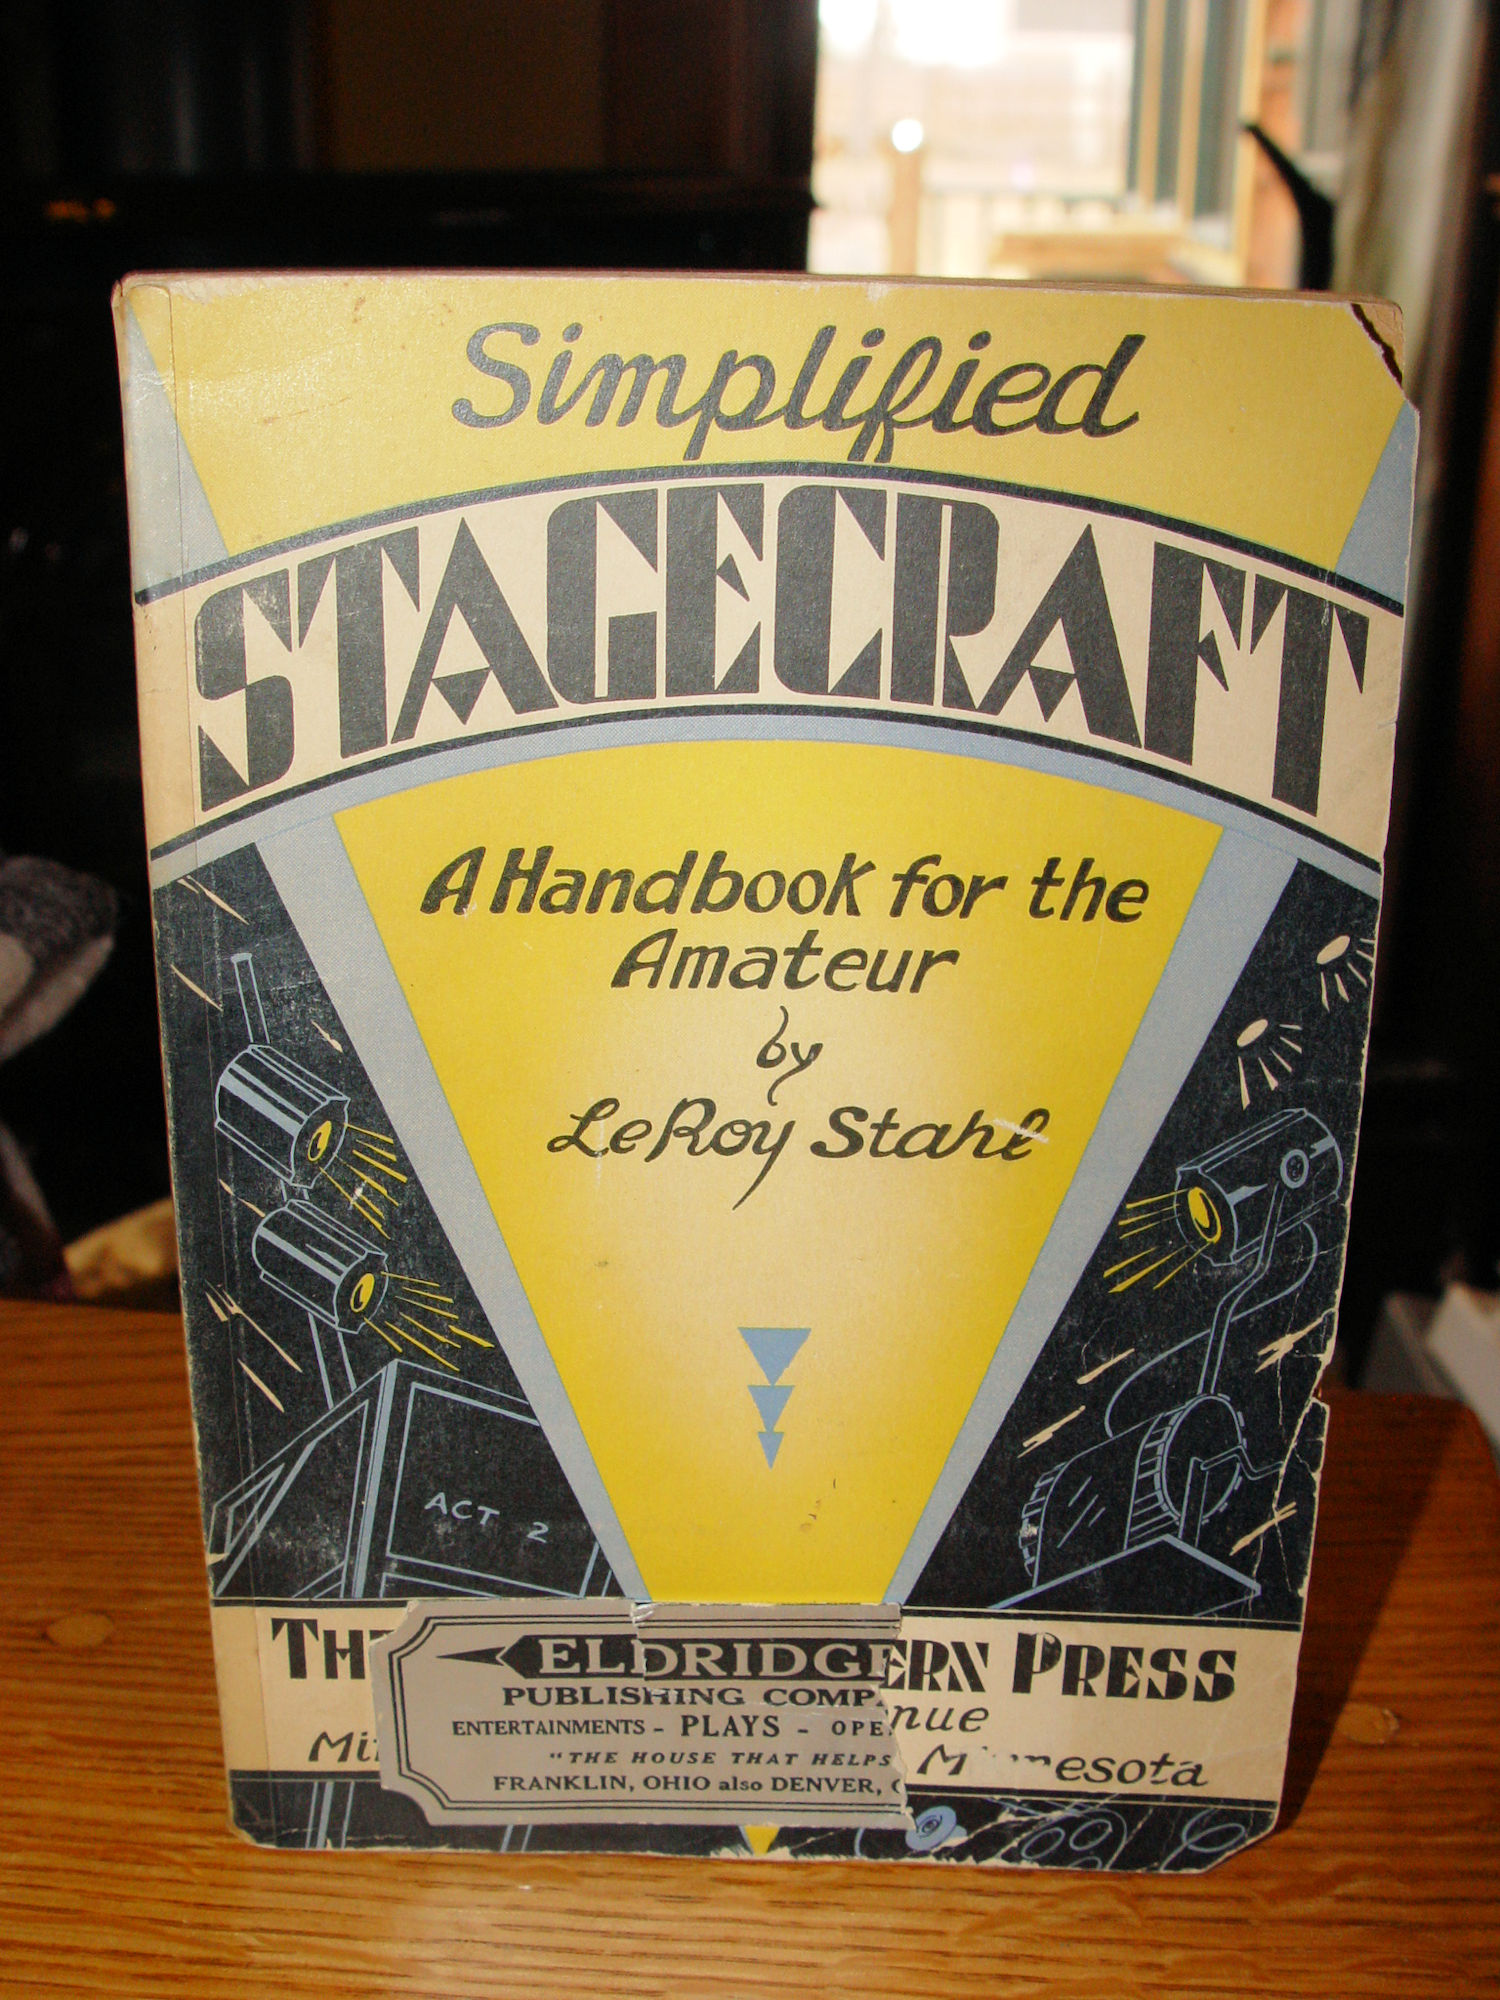 Simplified
STAGECRAFT
A Handbook for the
Amateur
by
LeRoy Stahl
ACT 2
ERN PRESS
nue
Minnesota
ELDRIDGE
PUBLISHING COMP
ENTERTAINMENTS - PLAYS - OPE
"THE HOUSE THAT HELPS
FRANKLIN, OHIO also DENVER,